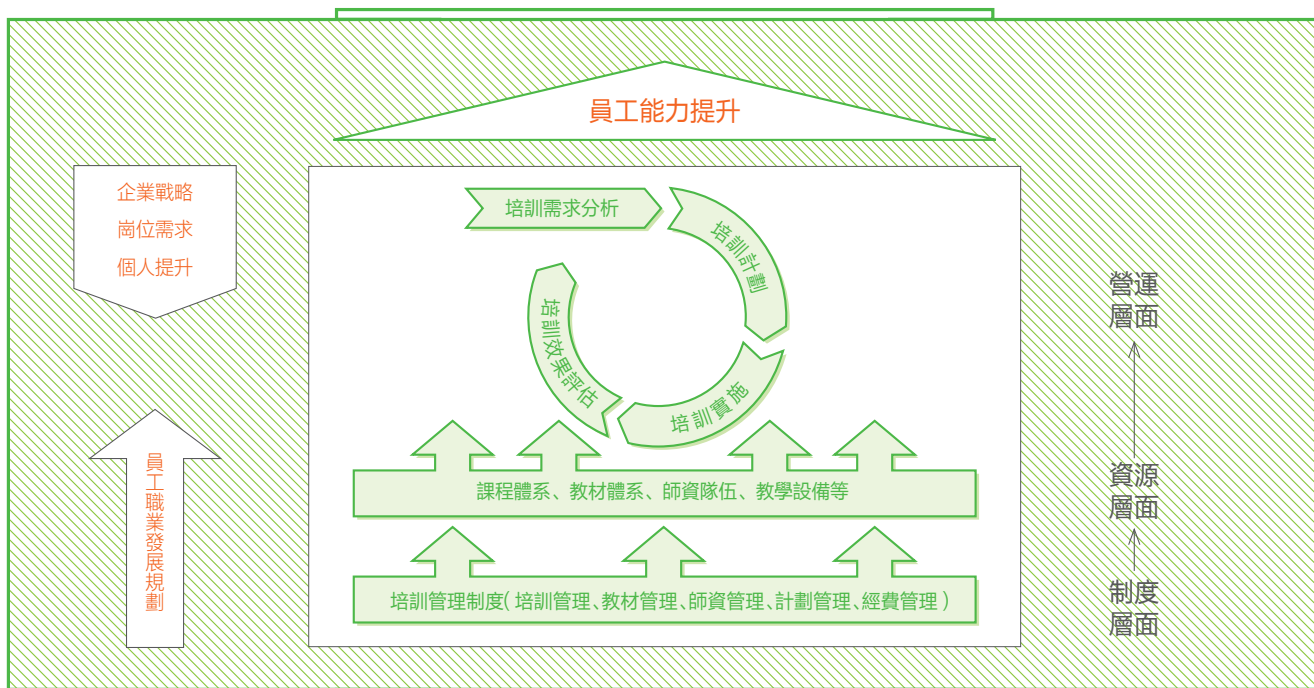 員工能力提升
企業戰略
崗位需求
個人提升
員工職業發展規劃
培訓需求分析
培訓計劃
培訓實施
培訓效果評估
課程體系、教材體系、師資隊伍、教學設備等
培訓管理制度(培訓管理、教材管理、師資管理、計劃管理、經費管理)
營運
層面
資源
層面
制度
層面